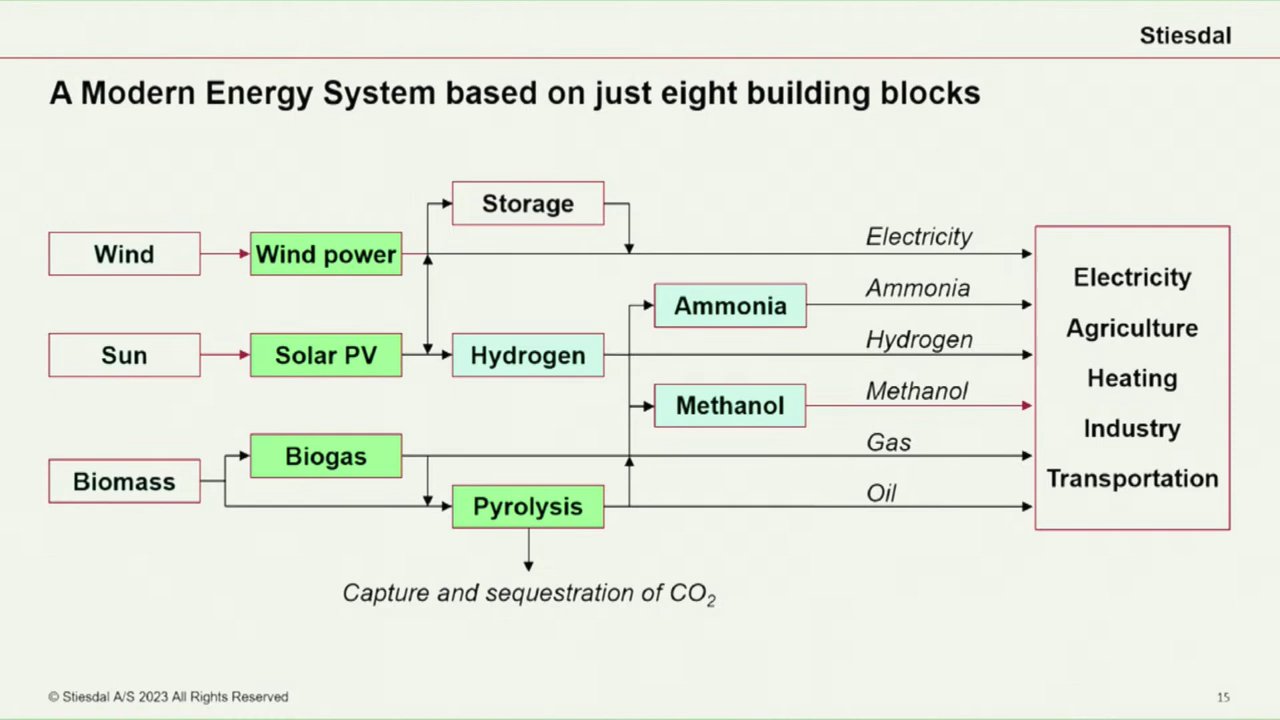 Stiesdal
A Modern Energy System based on just eight building blocks
Storage
Wind
Wind power
Electricity
Ammonia
Ammonia
Sun
Solar PV
Hydrogen
Hydrogen
Methanol
Methanol
Biomass
Biogas
Gas
Pyrolysis
Oil
Electricity
Agriculture
Heating
Industry
Transportation
Capture and sequestration of CO₂
© Stiesdal A/S 2023 All Rights Reserved
15